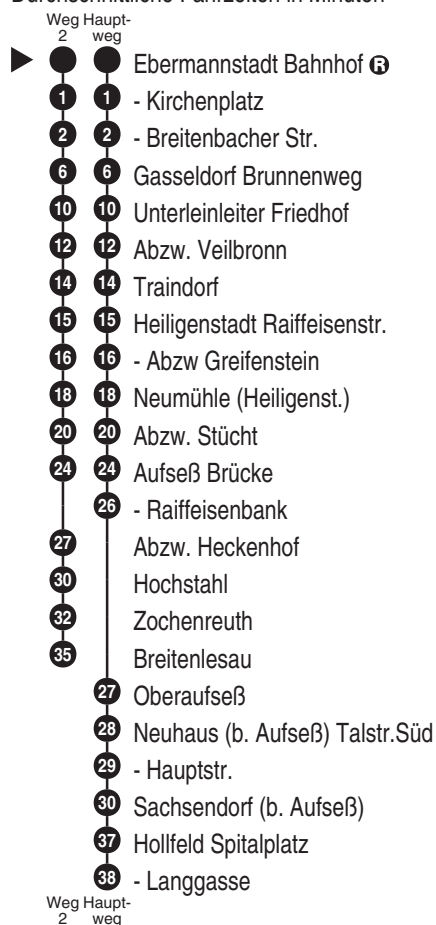 Durchschnittliche Fahrzeiten in Minuten
Weg Haupt-
2 weg
Ebermannstadt Bahnhof R
1 1 - Kirchenplatz
2 2 - Breitenbacher Str.
6 6 Gasseldorf Brunnenweg
10 10 Unterleinleiter Friedhof
12 12 Abzw. Veilbronn
14 14 Traindorf
15 15 Heiligenstadt Raiffeisenstr.
16 16 - Abzw Greifenstein
18 18 Neumühle (Heiligenst.)
20 20 Abzw. Stücht
24 24 Aufseß Brücke
26 - Raiffeisenbank
27 Abzw. Heckenhof
30 Hochstahl
32 Zochenreuth
35 Breitenlesau
27 Oberaufseß
28 Neuhaus (b. Aufseß) Talstr.Süd
29 - Hauptstr.
30 Sachsendorf (b. Aufseß)
37 Hollfeld Spitalplatz
38 - Langgasse
Weg Haupt-
2 weg